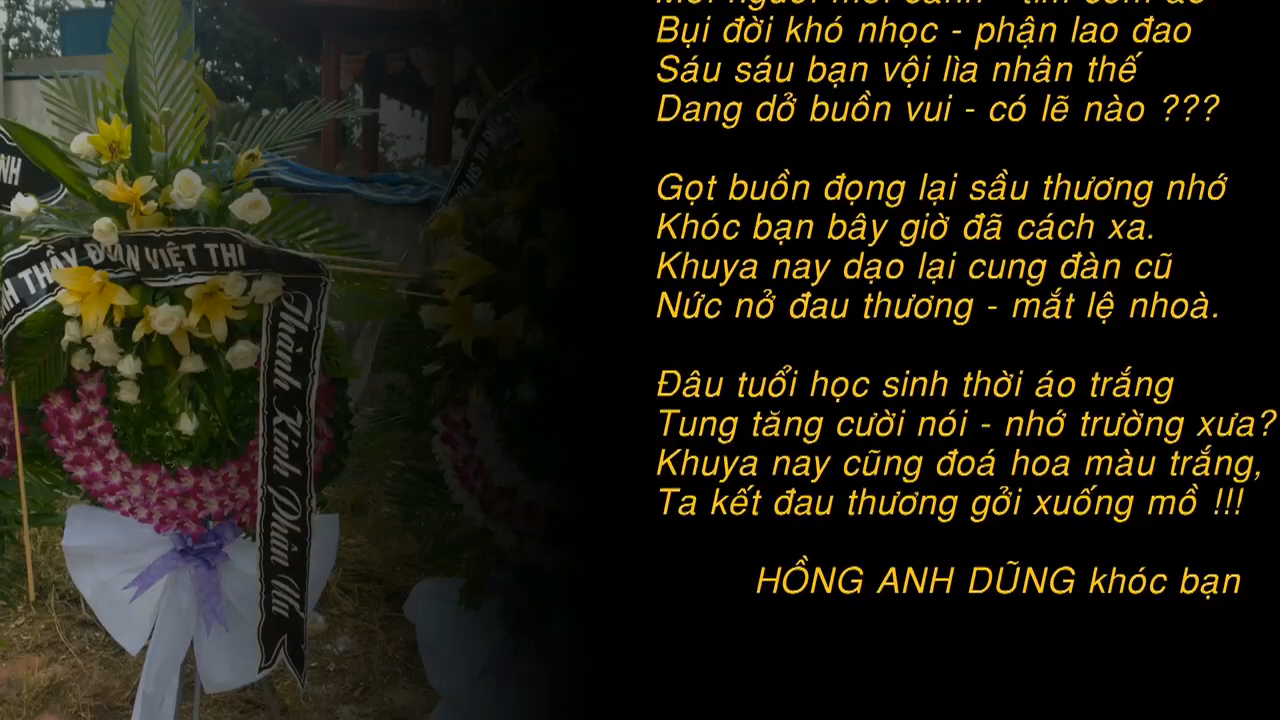 NH
NH THẦY ĐOÀN VIỆT THI
Thành Kính Phân Ưu
Bụi đời khó nhọc - phận lao đao
Sáu sáu bạn vội lìa nhân thế
Dang dở buồn vui - có lẽ nào ???
Gọt buồn đọng lại sầu thương nhớ
Khóc bạn bây giờ đã cách xa.
Khuya nay dạo lại cung đàn cũ
Nức nở đau thương - mắt lệ nhoà.
Đâu tuổi học sinh thời áo trắng
Tung tăng cười nói - nhớ trường xưa?
Khuya nay cũng đoá hoa màu trắng,
Ta kết đau thương gởi xuống mồ !!!
HỒNG ANH DŨNG khóc bạn